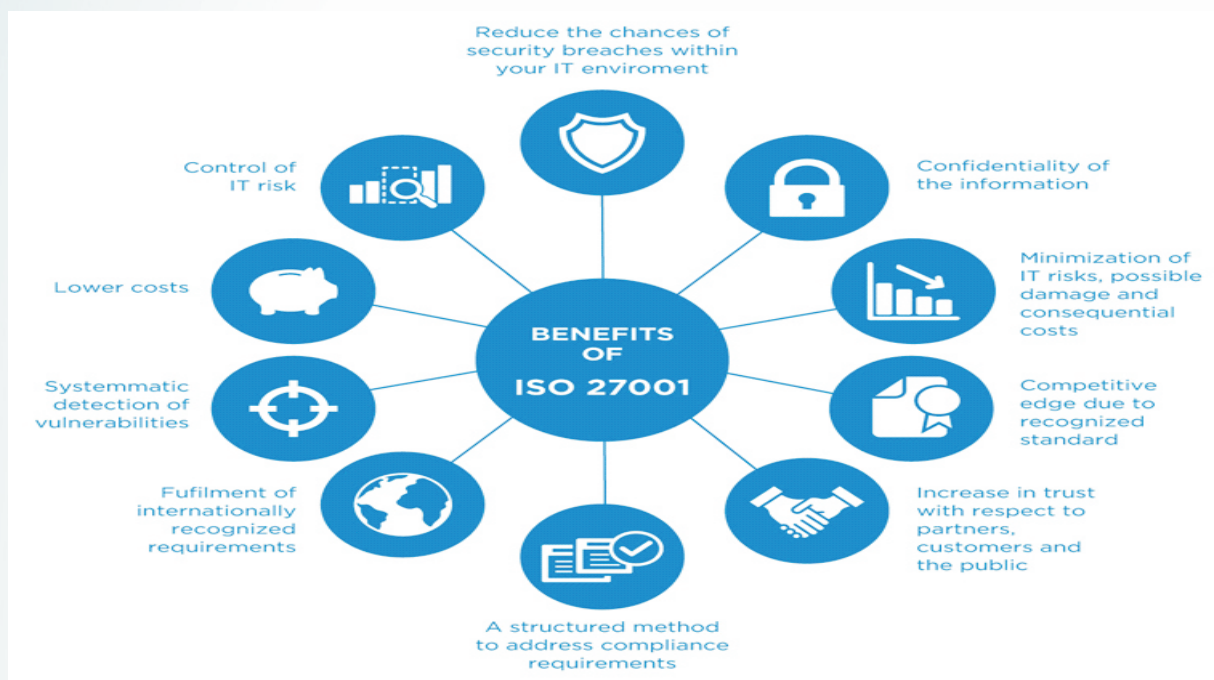 Reduce the chances of
security breaches within
your IT enviroment
Confidentiality of
the information
Minimization of
IT risks, possible
damage and
consequential
costs
Competitive
edge due to
recognized
standard
Increase in trust
with respect to
partners,
customers and
the public
A structured method
to address compliance
requirements
Fufilment of
internationally
recognized
requirements
Systemmatic
detection of
vulnerabilities
Lower costs
Control of
IT risk
BENEFITS
OF
ISO 27001